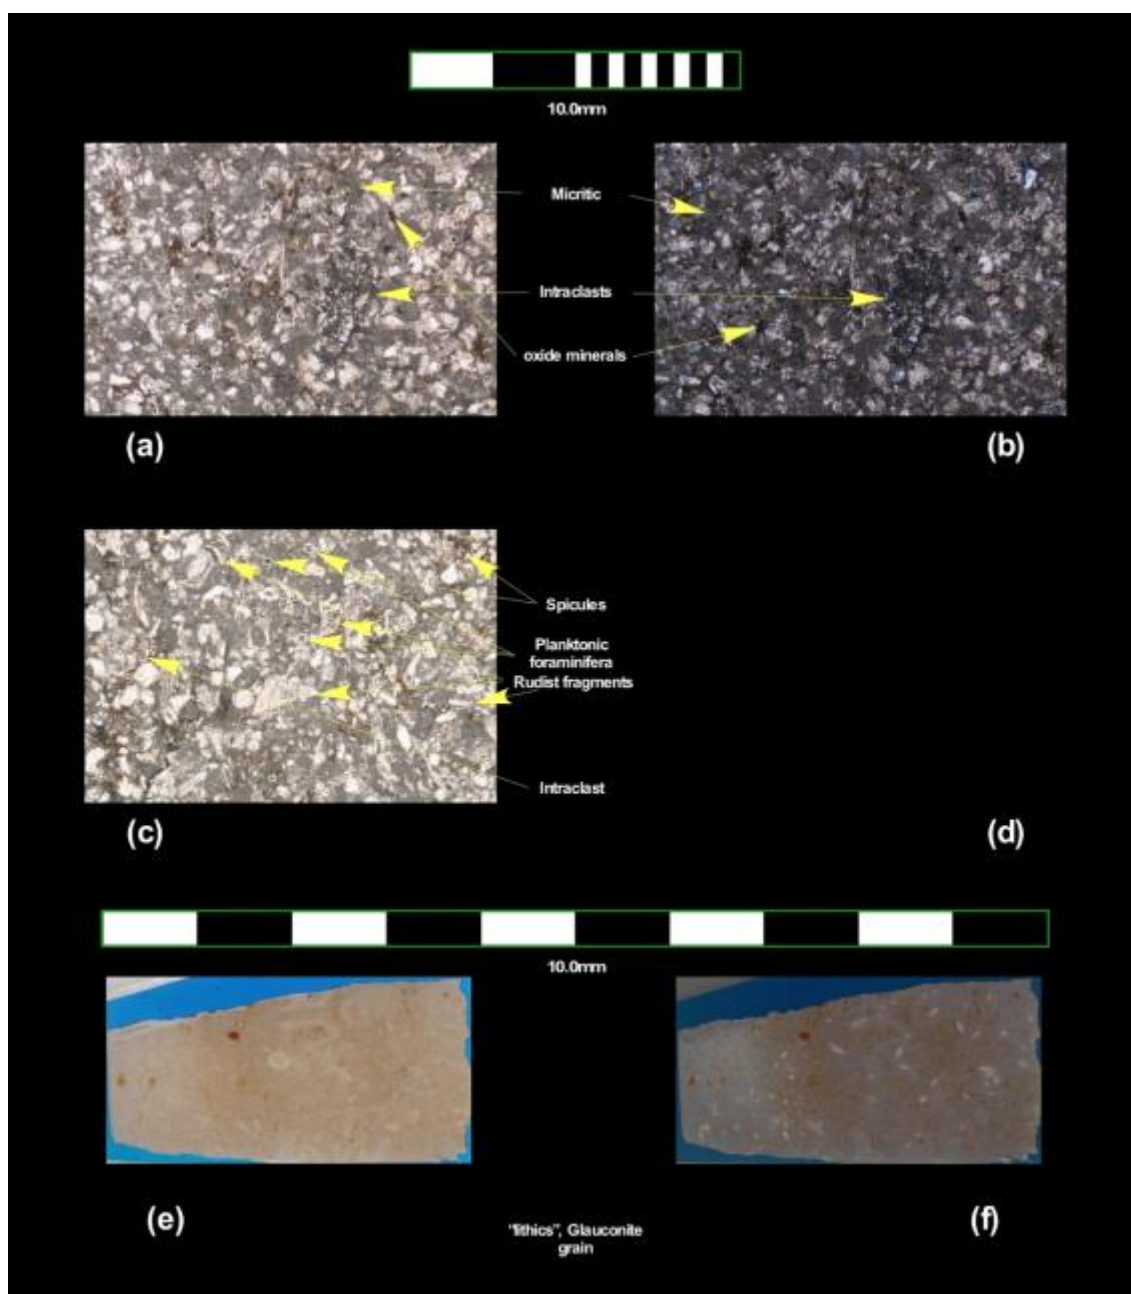 10.0mm
Micritic
Intraclasts
oxide minerals
(a)
(b)
Spicules
Planktonic
foraminifera
Rudist fragments
Intraclast
(c)
(d)
10.0mm
(e)
"lithics", Glauconite
grain
(f)